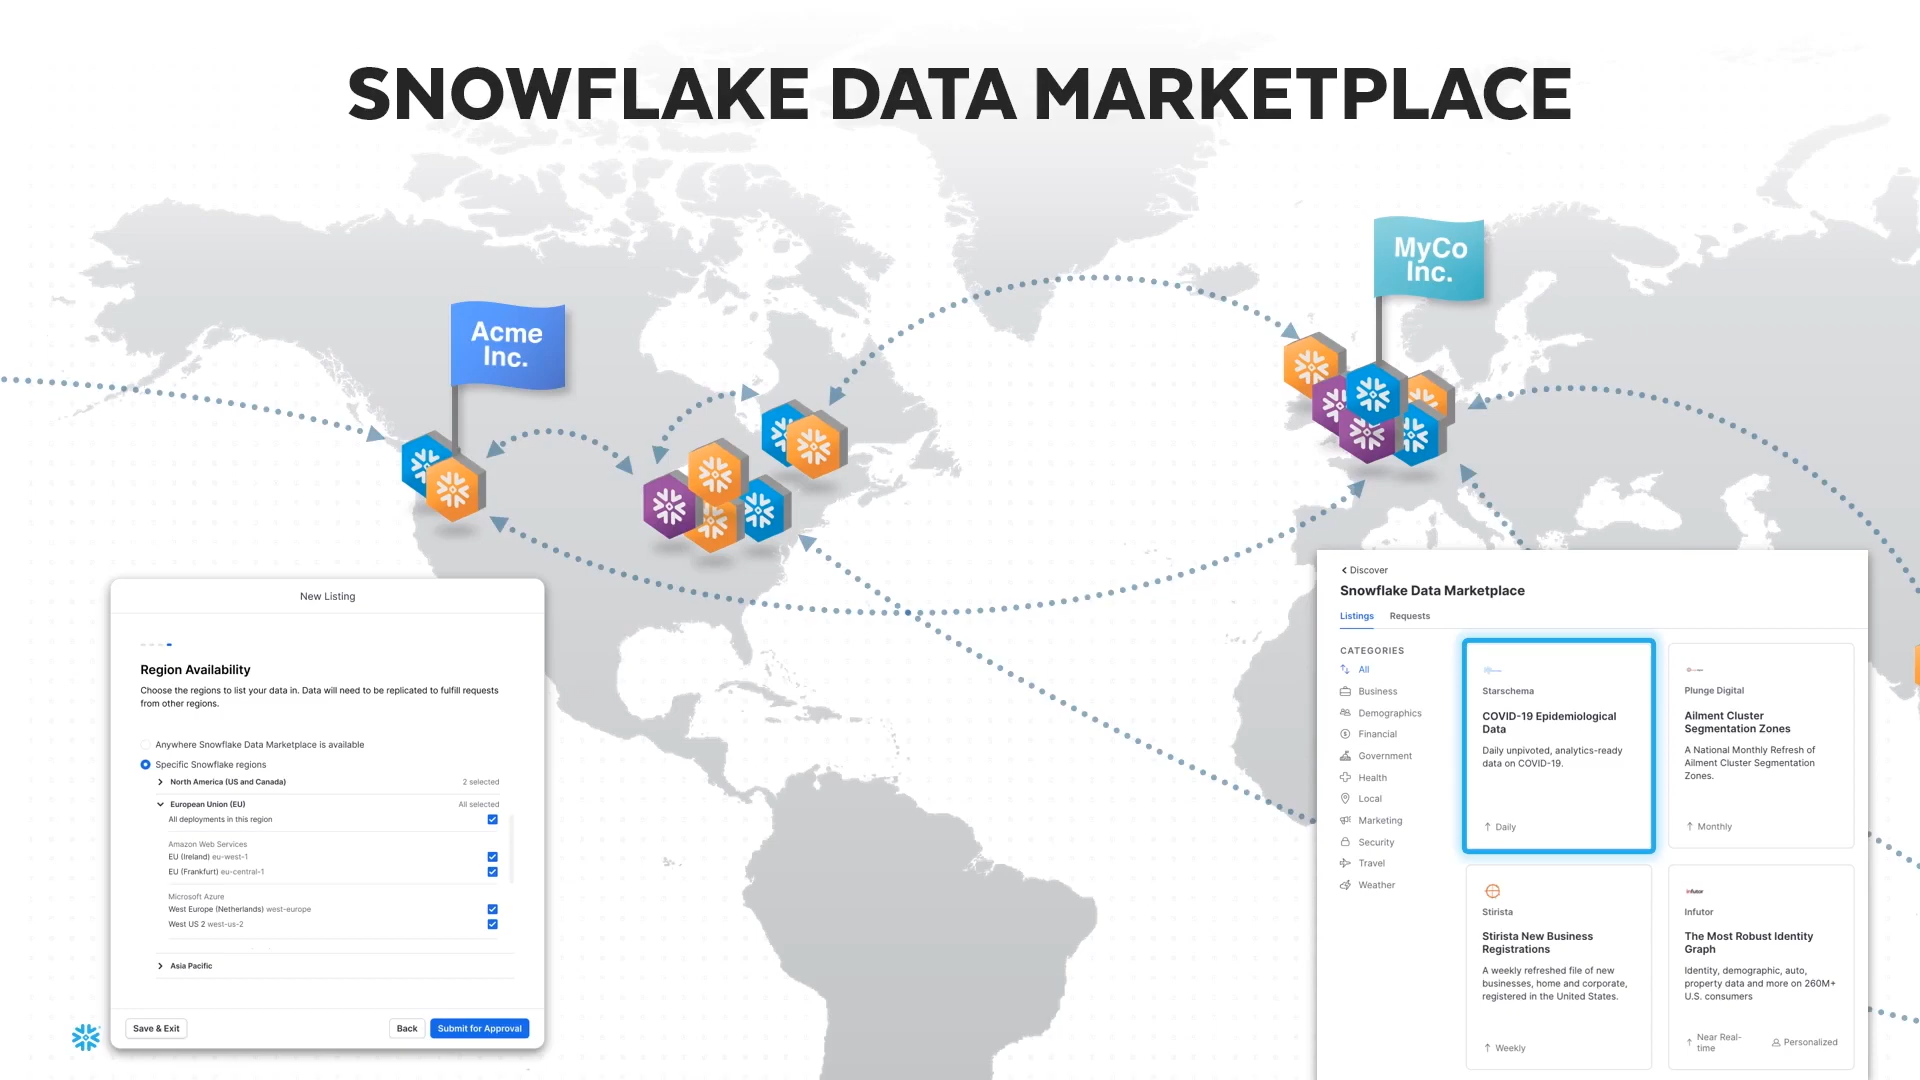 SNOWFLAKE DATA MARKETPLACE
Acme
Inc.
MyCo
Inc.
New Listing
Region Availability
Choose the regions to list your data in. Data will need to be replicated to fulfill requests
from other regions.
Anywhere Snowflake Data Marketplace is available
Specific Snowflake regions
North America (US and Canada) 2 selected
European Union (EU) All selected
All deployments in this region
Amazon Web Services
EU (Ireland) eu-west-1
EU (Frankfurt) eu-central-1
Microsoft Azure
West Europe (Netherlands) west-europe
West US 2 west-us-2
Asia Pacific
Save & Exit Back Submit for Approval
Discover
Snowflake Data Marketplace
Listings Requests
CATEGORIES
All
Business
Demographics
Financial
Government
Health
Local
Marketing
Security
Travel
Weather
Starschema
COVID-19 Epidemiological
Data
Daily unpivoted, analytics-ready
data on COVID-19.
Daily
Plunge Digital
Ailment Cluster
Segmentation Zones
A National Monthly Refresh of
Ailment Cluster Segmentation
Zones.
Monthly
Stirista
Stirista New Business
Registrations
A weekly refreshed file of new
businesses, home and corporate,
registered in the United States.
Weekly
infutor
Infutor
The Most Robust Identity
Graph
Identity, demographic, auto,
property data and more on 260M+
U.S. consumers
Near Real-
time
Personalized